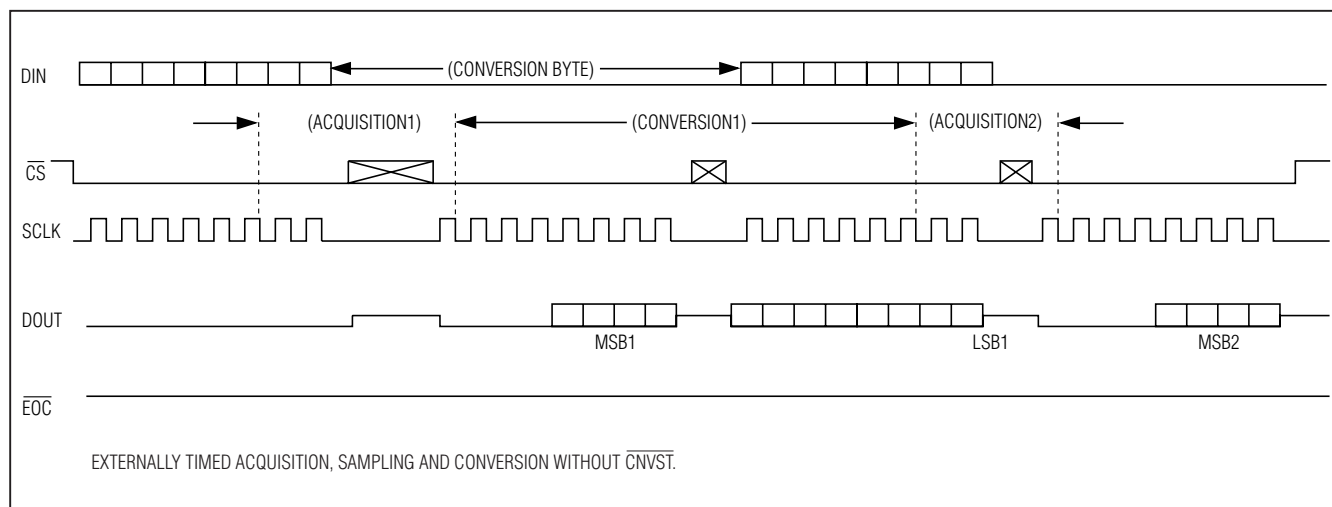 DIN
(CONVERSION BYTE)
(ACQUISITION1)
(CONVERSION1)
(ACQUISITION2)
CS
SCLK
DOUT
MSB1
LSB1
MSB2
EOC
EXTERNALLY TIMED ACQUISITION, SAMPLING AND CONVERSION WITHOUT CNVST.